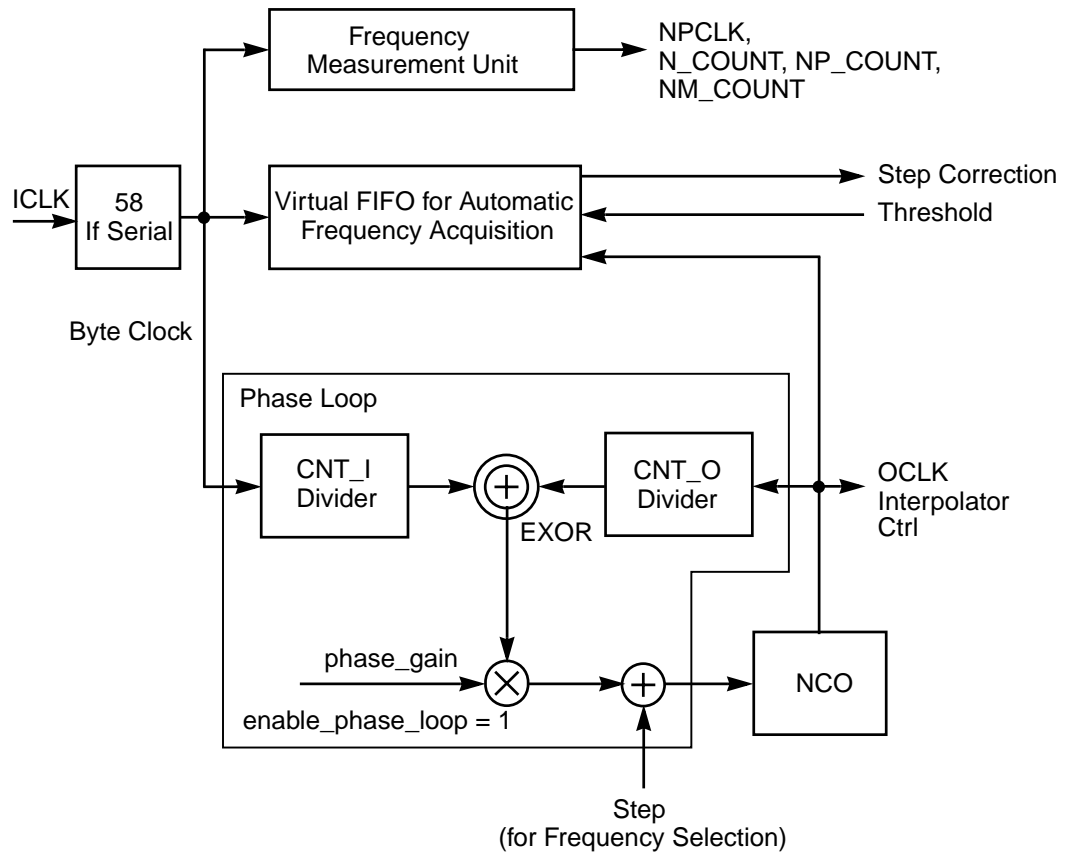 Frequency
Measurement Unit
NPCLK,
N_COUNT, NP_COUNT,
NM_COUNT
ICLK
58
If Serial
Virtual FIFO for Automatic
Frequency Acquisition
Step Correction
Threshold
Byte Clock
Phase Loop
CNT_I
Divider
+
EXOR
CNT_O
Divider
OCLK
Interpolator
Ctrl
phase_gain
×
+
NCO
enable_phase_loop = 1
Step
(for Frequency Selection)